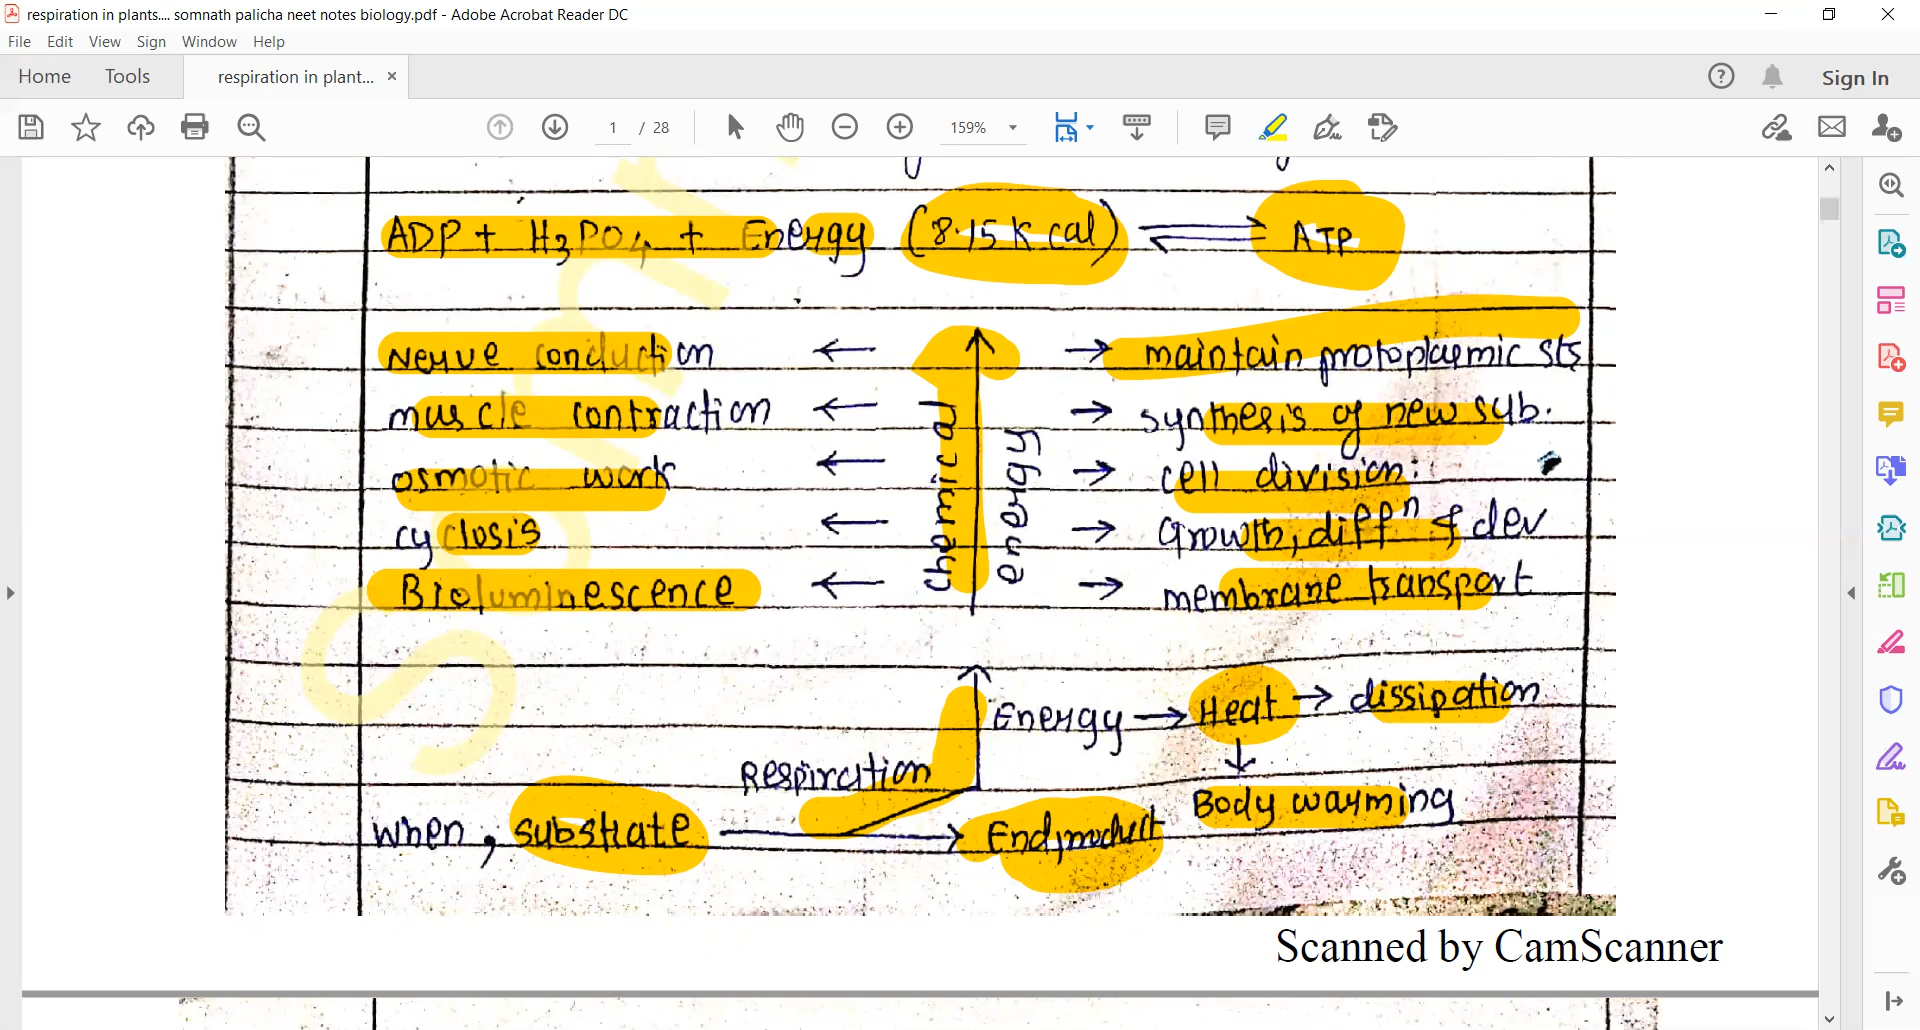 respiration in plants.... somnath palicha neet notes biology.pdf - Adobe Acrobat Reader DC
File Edit View Sign Window Help
Home Tools respiration in plant... × Sign In
1 / 28 159%
ADP + H3PO4 + Energy (8.15 K cal) ⇌ ATP
Nerve conduction ← → maintain protoplasmic sts
muscle contraction ← → synthesis of new sub.
osmotic work ← → cell division:
cyclosis ← → Growth, diffn & dev
Bioluminescence ← → membrane transport
chemical
energy
Energy → Heat → dissipation
Respiration
Body warming
when, substrate → Endproduct
Scanned by CamScanner